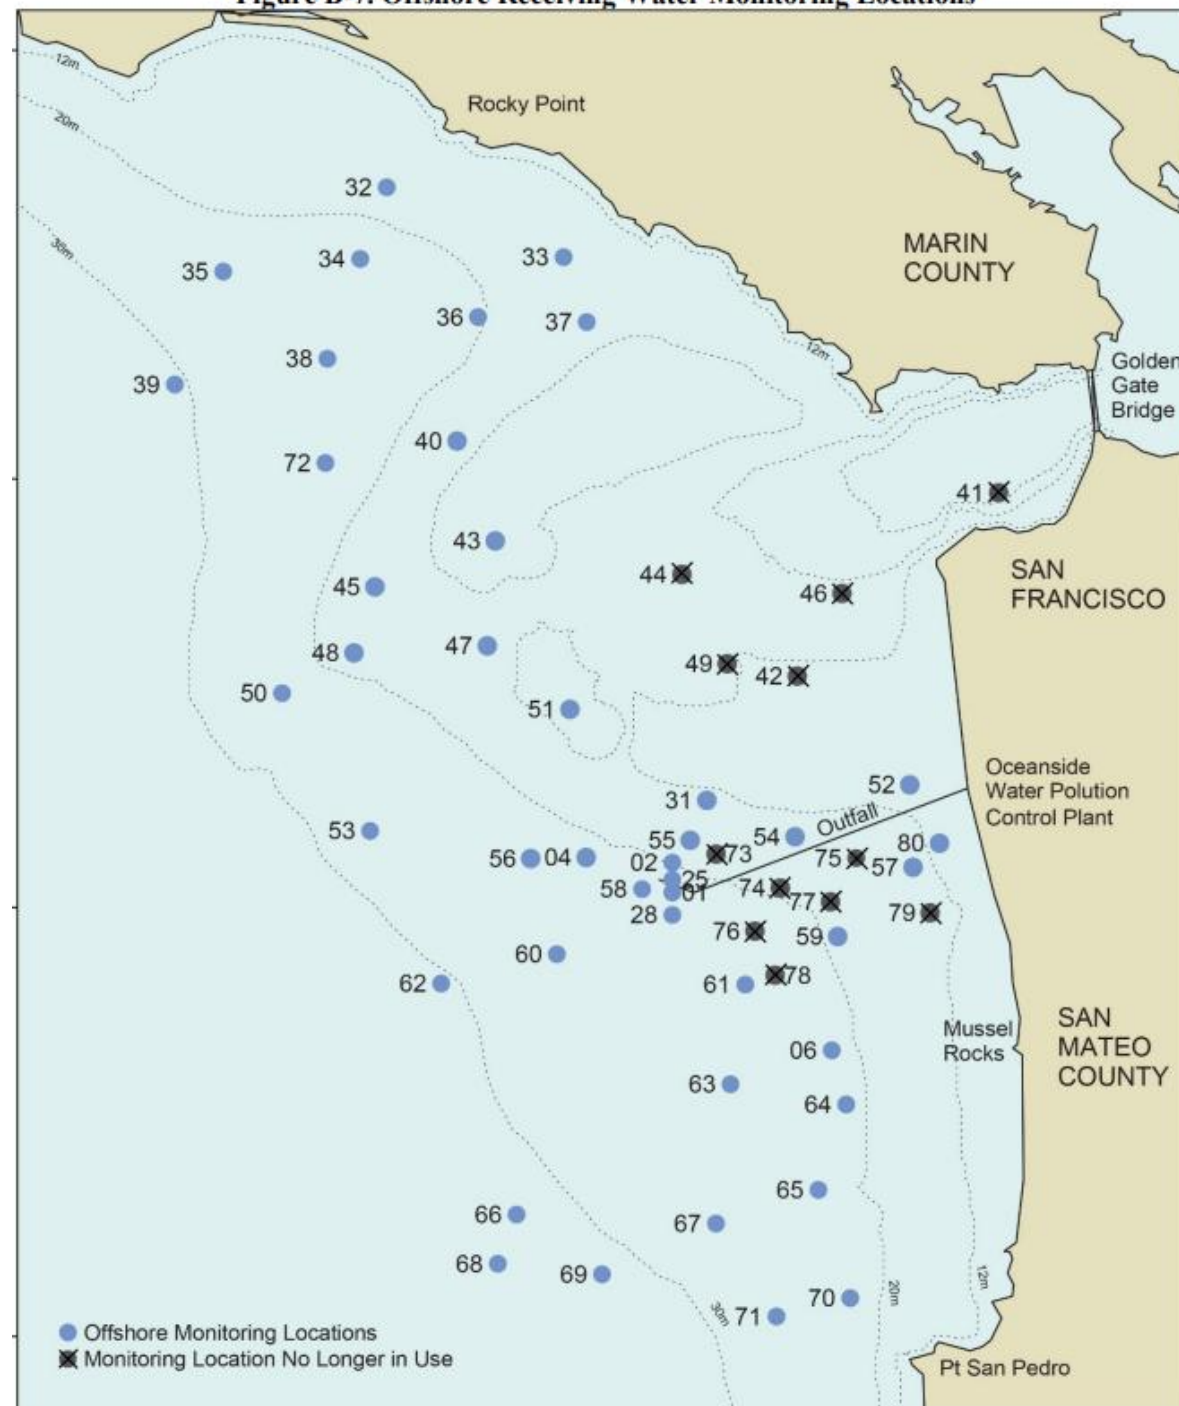 Figure B-7. Offshore Receiving Water Monitoring Locations
12m
Rocky Point
20m
32
MARIN
COUNTY
30m
35
34
33
36
37
12m
38
39
Golden
Gate
Bridge
40
72
41
43
44
46
SAN
FRANCISCO
45
48
47
49
42
50
51
52
Oceanside
Water Polution
Control Plant
31
Outfall
53
55
54
80
56
04
02
73
75
57
25
58
01
74
77
28
76
59
79
60
62
61
78
Mussel
Rocks
SAN
MATEO
COUNTY
06
63
64
65
66
67
68
69
70
71
30m
20m
12m
Offshore Monitoring Locations
Monitoring Location No Longer in Use
Pt San Pedro